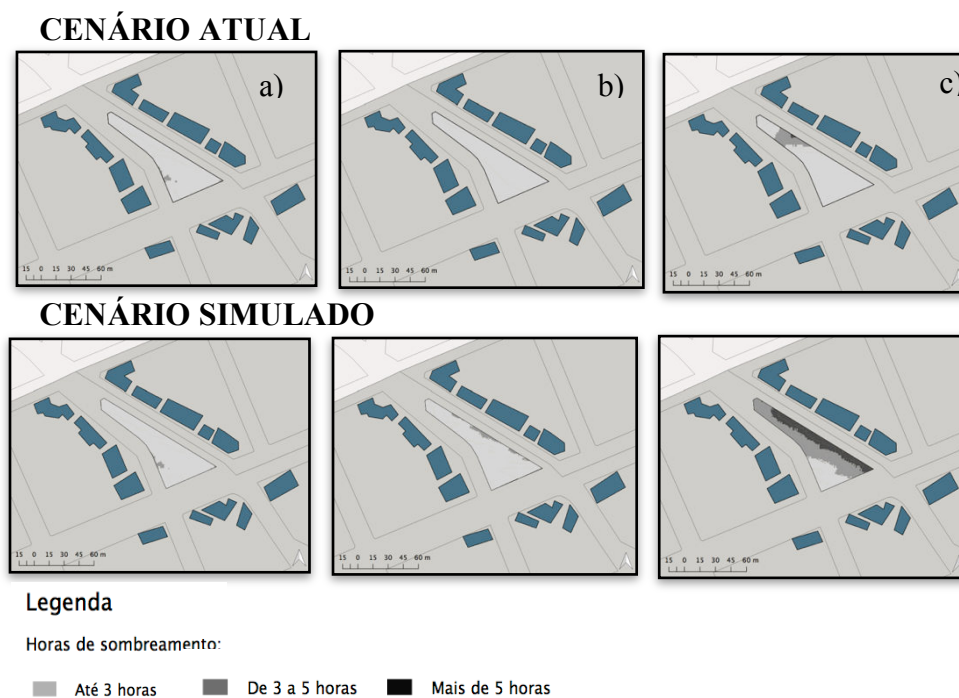 CENÁRIO ATUAL
a)
b)
c)
15 0 15 30 45 60 m
15 0 15 30 45 60 m
15 0 15 30 45 60 m
CENÁRIO SIMULADO
15 0 15 30 45 60 m
15 0 15 30 45 60 m
15 0 15 30 45 60 m
Legenda
Horas de sombreamento:
Até 3 horas De 3 a 5 horas Mais de 5 horas